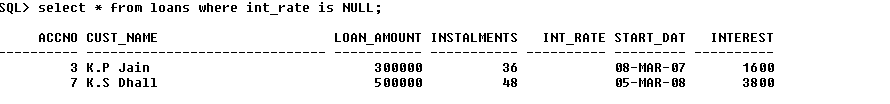 SQL> select * from loans where int_rate is NULL;
ACCNO CUST_NAME LOAN_AMOUNT INSTALMENTS INT_RATE START_DAT INTEREST
---------- ------------------------------ ----------- ----------- ---------- --------- ----------
3 K.P Jain 300000 36 08-MAR-07 1600
7 K.S Dhall 500000 48 05-MAR-08 3800